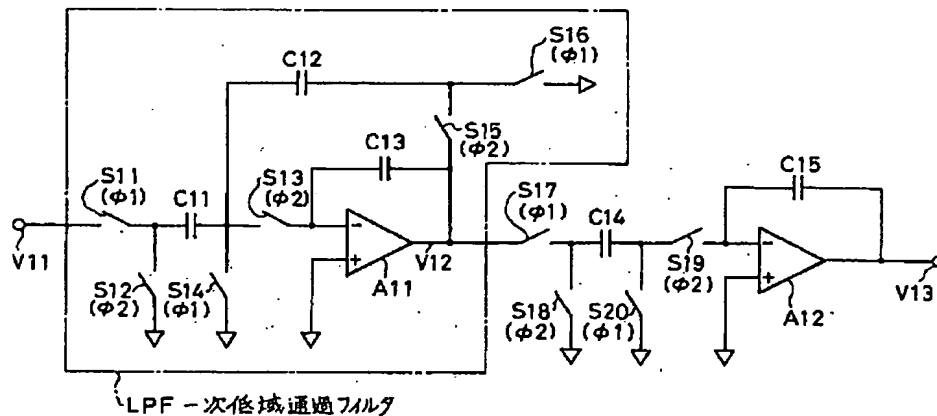 S16
(φ1)
C12
S15
(φ2)
C13
S11
(φ1)
C11
S13
(φ2)
S17
(φ1)
C14
C15
V11
S12
(φ2)
S14
(φ1)
-
+
A11
V12
S18
(φ2)
S20
(φ1)
S19
(φ2)
-
+
A12
V13
LPF 一次低域通過フィルタ